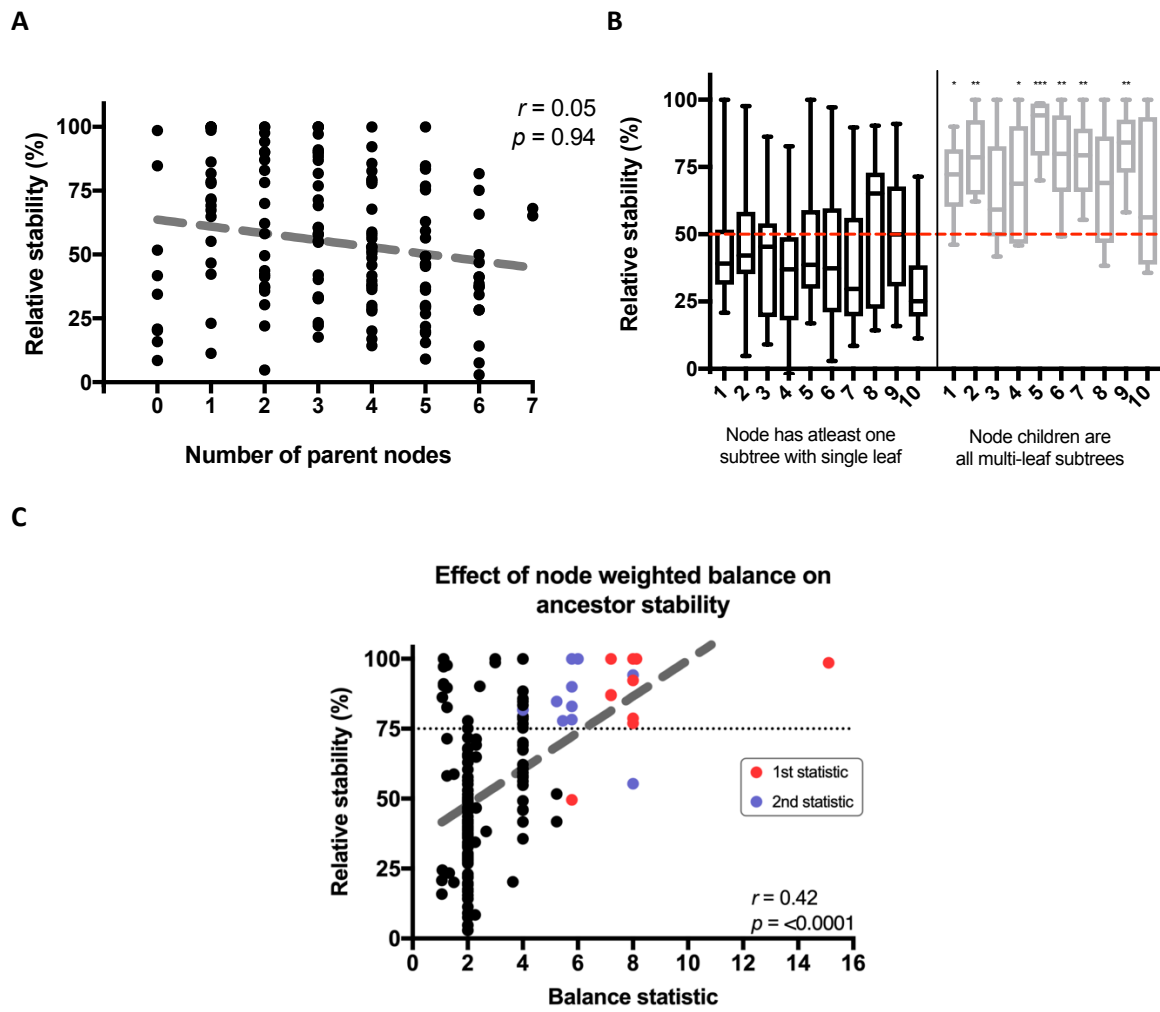 A
r = 0.05
p = 0.94
Relative stability (%)
100
75
50
25
0
0 1 2 3 4 5 6 7
Number of parent nodes
B
Relative stability (%)
100
75
50
25
0
* ** * *** ** ** **
1 2 3 4 5 6 7 8 9 10
1 2 3 4 5 6 7 8 9 10
Node has atleast one
subtree with single leaf
Node children are
all multi-leaf subtrees
C
Effect of node weighted balance on
ancestor stability
Relative stability (%)
100
75
50
25
0
1st statistic
2nd statistic
r = 0.42
p = <0.0001
0 2 4 6 8 10 12 14 16
Balance statistic